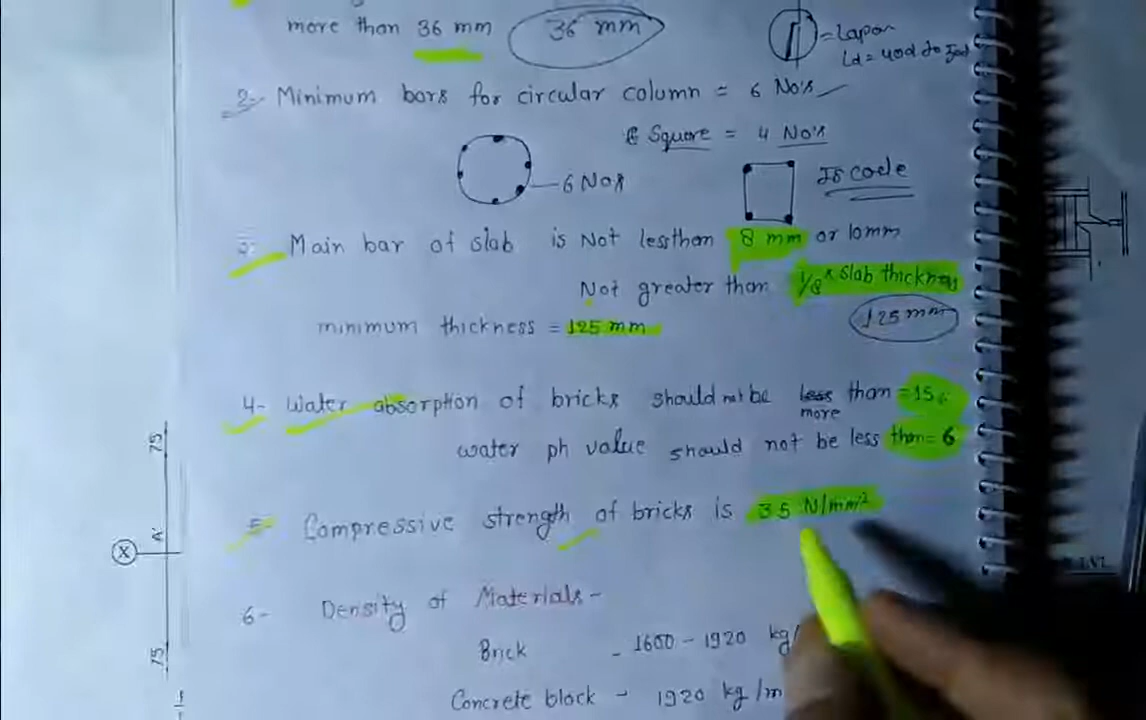 more than 36 mm 36 mm
= Lapan
Ld = 40d to 50d
2- Minimum bars for circular column = 6 No's
Square = 4 No's
6 Nos
IS code
3- Main bar of slab is Not lessthan 8 mm or 10mm
Not greater than 1/8 x slab thickness
minimum thickness = 125 mm
125 mm
4- Water absorption of bricks should not be less than = 15%
more
water ph value should not be less than = 6
5- Compressive strength of bricks is 3.5 N/mm²
6- Density of Materials-
Brick - 1600 - 1920 kg/
Concrete block - 1920 kg/m
75
A
X
75